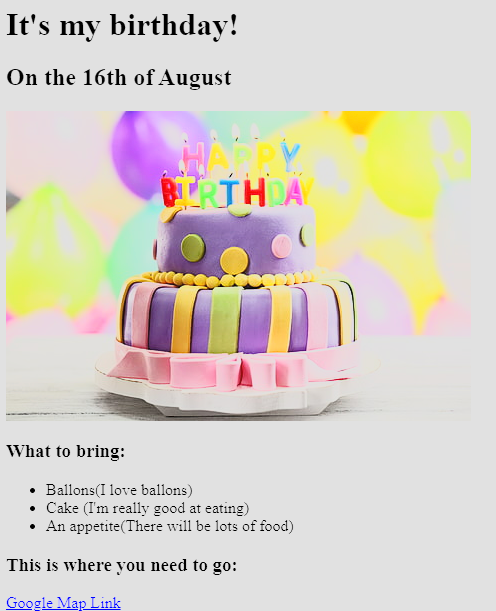 It's my birthday!
On the 16th of August
HAPPY
BIRTHDAY
What to bring:
Ballons(I love ballons)
Cake (I'm really good at eating)
An appetite(There will be lots of food)
This is where you need to go:
Google Map Link